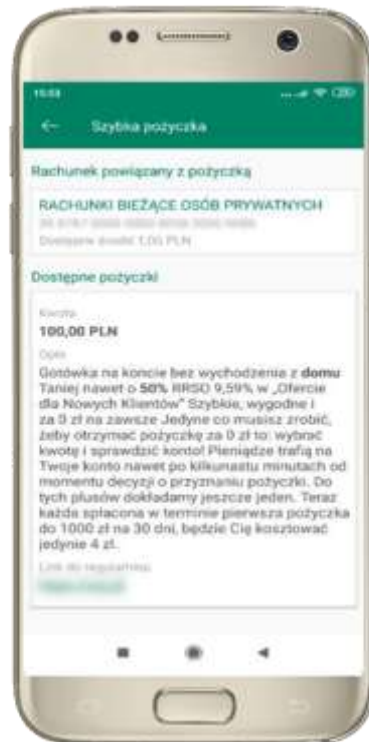 15:03
Szybka pożyczka
Rachunek powiązany z pożyczką
RACHUNKI BIEŻĄCE OSÓB PRYWATNYCH
Dostępne środki 1,00 PLN
Dostępne pożyczki
Kwota
100,00 PLN
Opis
Gotówka na koncie bez wychodzenia z domu
Taniej nawet o 50% RRSO 9,59% w „Ofercie
dla Nowych Klientów" Szybkie, wygodne i
za 0 zł na zawsze Jedyne co musisz zrobić,
żeby otrzymać pożyczkę za 0 zł to: wybrać
kwotę i sprawdzić konto! Pieniądze trafią na
Twoje konto nawet po kilkunastu minutach od
momentu decyzji o przyznaniu pożyczki. Do
tych plusów dokładamy jeszcze jeden. Teraz
każda spłacona w terminie pierwsza pożyczka
do 1000 zł na 30 dni, będzie Cię kosztować
jedynie 4 zł.
Link do regulaminu